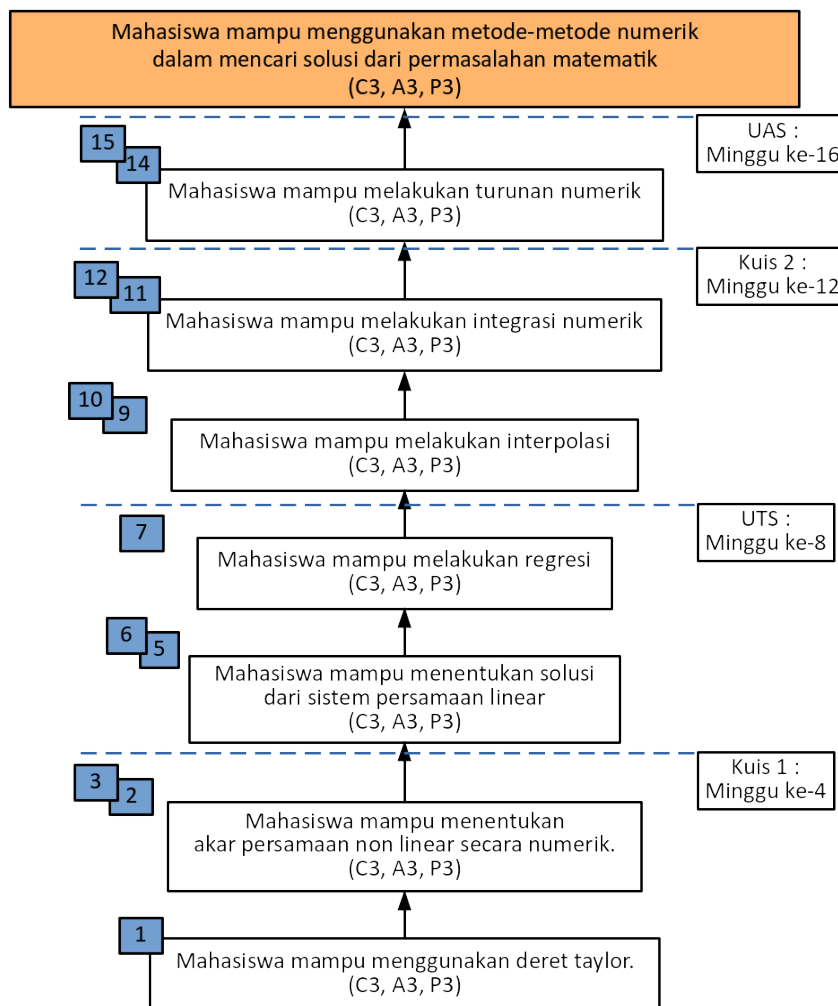 Mahasiswa mampu menggunakan metode-metode numerik
dalam mencari solusi dari permasalahan matematik
(C3, A3, P3)
UAS :
Minggu ke-16
15
14
Mahasiswa mampu melakukan turunan numerik
(C3, A3, P3)
Kuis 2 :
Minggu ke-12
12
11
Mahasiswa mampu melakukan integrasi numerik
(C3, A3, P3)
10
9
Mahasiswa mampu melakukan interpolasi
(C3, A3, P3)
UTS :
Minggu ke-8
7
Mahasiswa mampu melakukan regresi
(C3, A3, P3)
6
5
Mahasiswa mampu menentukan solusi
dari sistem persamaan linear
(C3, A3, P3)
Kuis 1 :
Minggu ke-4
3
2
Mahasiswa mampu menentukan
akar persamaan non linear secara numerik.
(C3, A3, P3)
1
Mahasiswa mampu menggunakan deret taylor.
(C3, A3, P3)